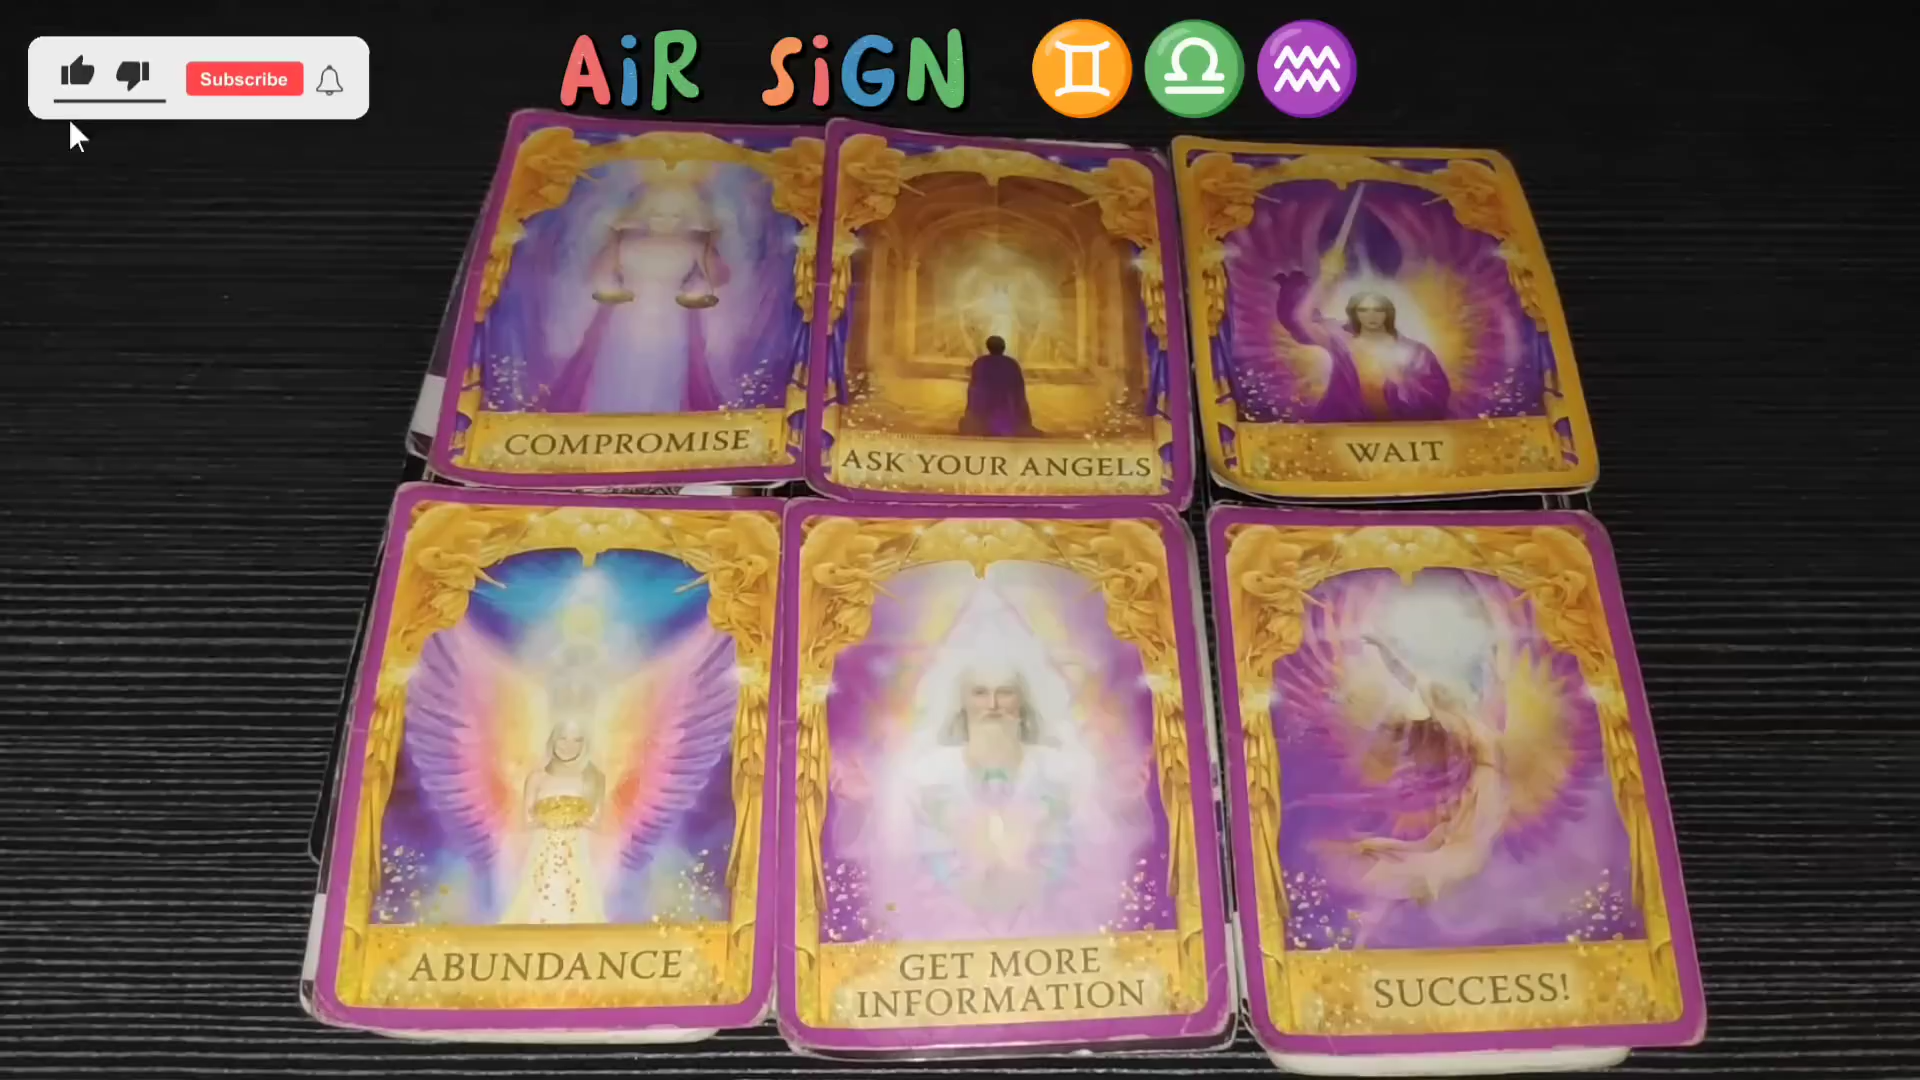 AiR SiGN ♊♎♒
Subscribe
COMPROMISE
ASK YOUR ANGELS
WAIT
ABUNDANCE
GET MORE
INFORMATION
SUCCESS!